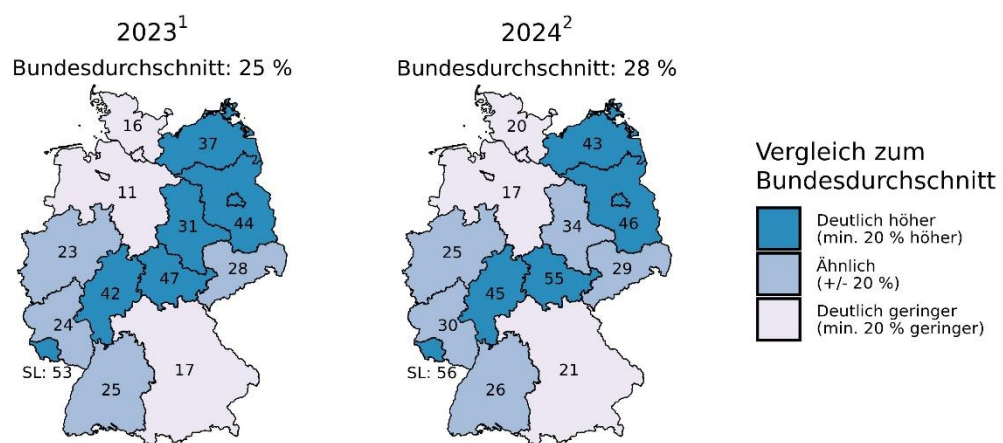 2023¹
Bundesdurchschnitt: 25 %
16
37
11
31
44
23
47
28
42
24
SL: 53
25
17
2024²
Bundesdurchschnitt: 28 %
20
43
17
34
46
25
55
29
45
30
SL: 56
26
21
Vergleich zum
Bundesdurchschnitt
Deutlich höher
(min. 20 % höher)
Ähnlich
(+/- 20 %)
Deutlich geringer
(min. 20 % geringer)